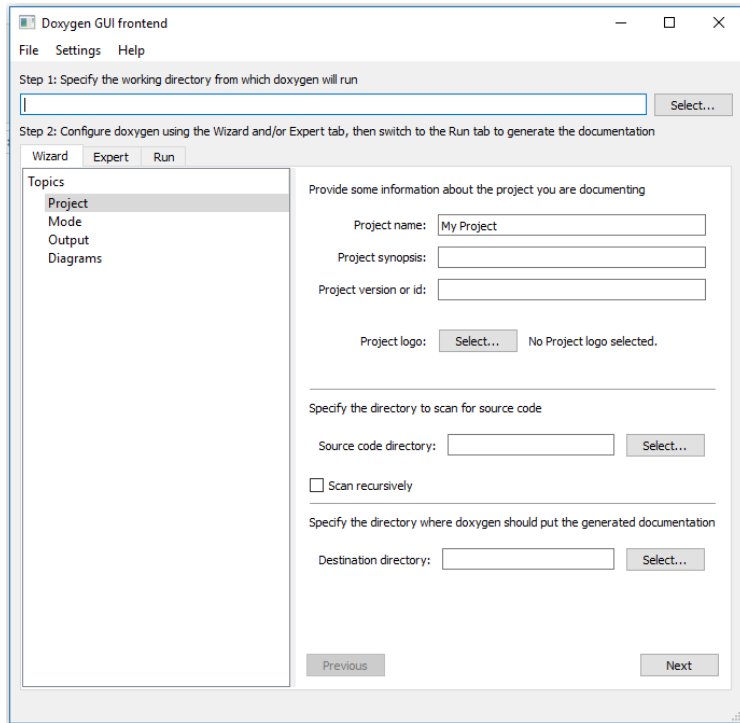 Doxygen GUI frontend
File Settings Help
Step 1: Specify the working directory from which doxygen will run
Select...
Step 2: Configure doxygen using the Wizard and/or Expert tab, then switch to the Run tab to generate the documentation
Wizard Expert Run
Topics
Project
Mode
Output
Diagrams
Provide some information about the project you are documenting
Project name: My Project
Project synopsis:
Project version or id:
Project logo: Select... No Project logo selected.
Specify the directory to scan for source code
Source code directory: Select...
Scan recursively
Specify the directory where doxygen should put the generated documentation
Destination directory: Select...
Previous Next